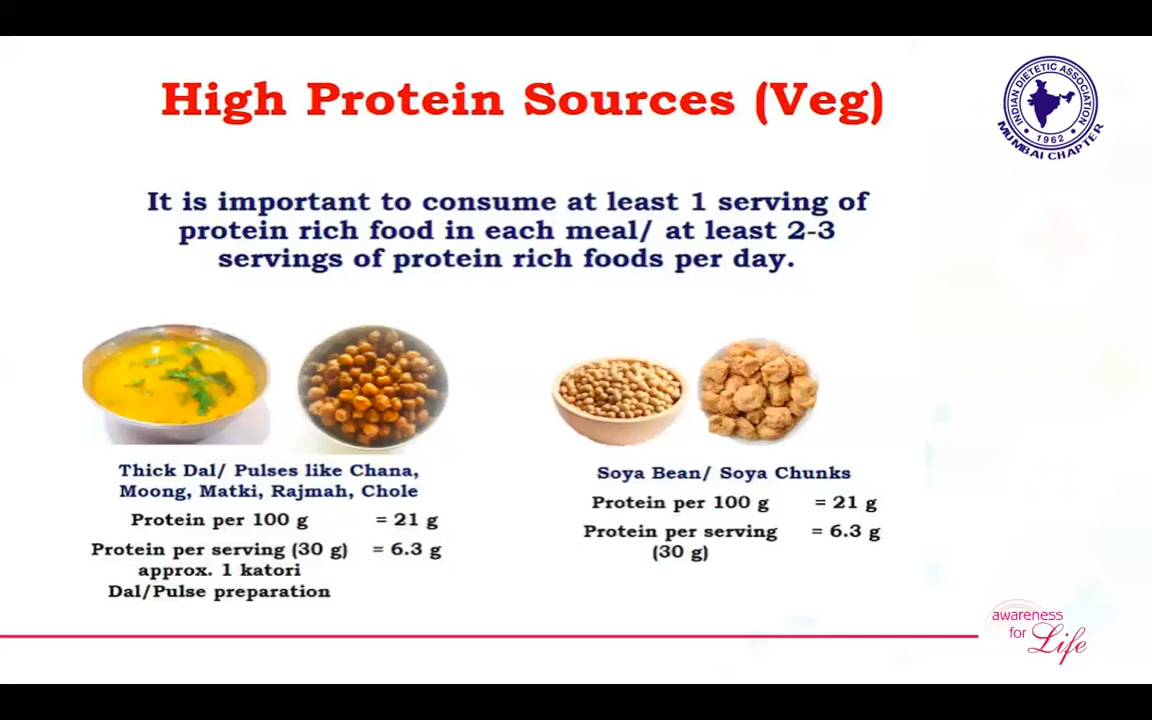 High Protein Sources (Veg)
INDIAN DIETETIC ASSOCIATION
1962
MUMBAI CHAPTER
It is important to consume at least 1 serving of
protein rich food in each meal/ at least 2-3
servings of protein rich foods per day.
Thick Dal/ Pulses like Chana,
Moong, Matki, Rajmah, Chole
Protein per 100 g = 21 g
Protein per serving (30 g) = 6.3 g
approx. 1 katori
Dal/Pulse preparation
Soya Bean/ Soya Chunks
Protein per 100 g = 21 g
Protein per serving = 6.3 g
(30 g)
awareness
for
Life